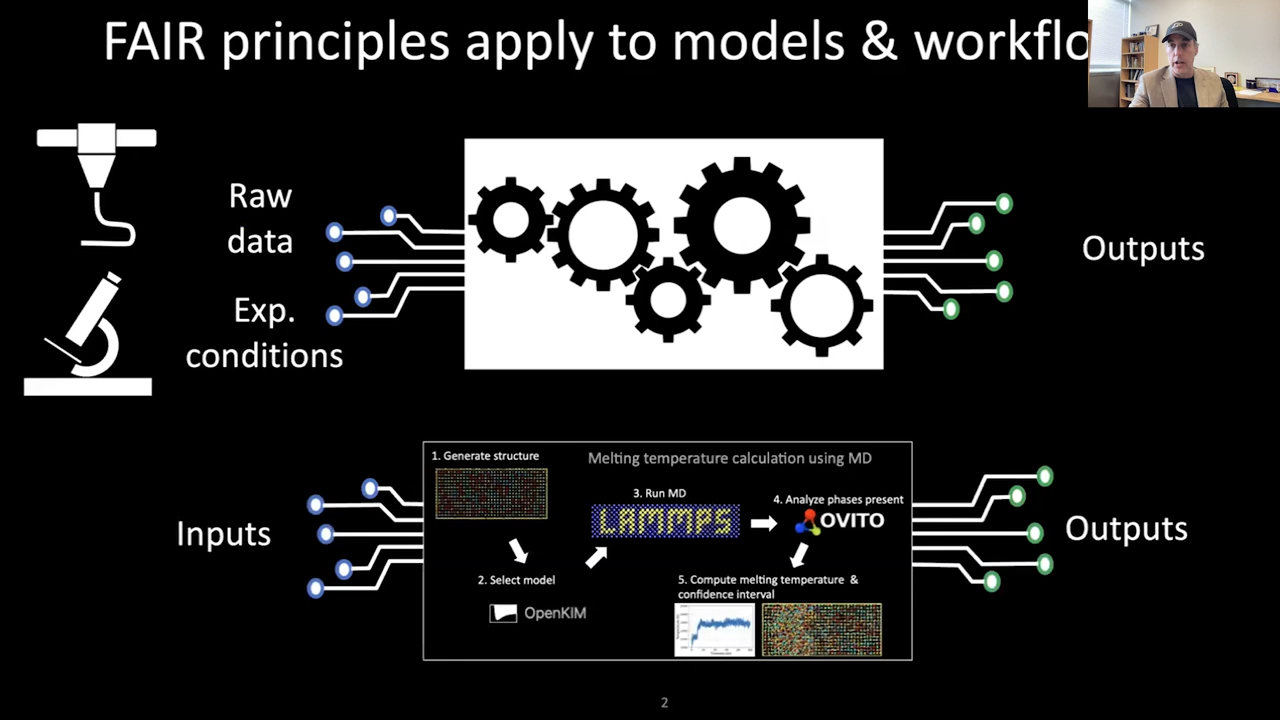 FAIR principles apply to models & workflo
Raw
data
Exp.
conditions
Outputs
1. Generate structure
Melting temperature calculation using MD
3. Run MD
4. Analyze phases present
LAMMPS
OVITO
Inputs
Outputs
2. Select model
5. Compute melting temperature &
confidence interval
OpenKIM
2